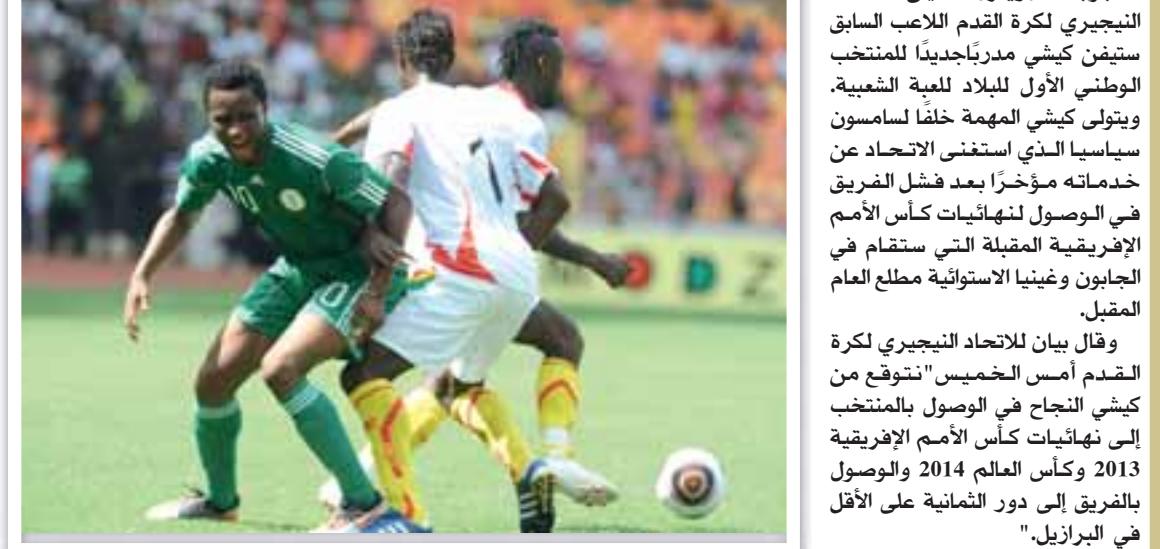 النيجيري لكرة القدم اللاعب السابق
ستيفن كيشي مدربًاجديدًا للمنتخب
الوطني الأول للبلاد للعبة الشعبية.
ويتولى كيشي المهمة خلفًا لسامسون
سياسيا الذي استغنى الاتحاد عن
خدماته مؤخرًا بعد فشل الفريق
في الوصول لنهائيات كأس الأمم
الإفريقية المقبلة التي ستقام في
الجابون وغينيا الاستوائية مطلع العام
المقبل.
وقال بيان للاتحاد النيجيري لكرة
القدم أمس الخميس"نتوقع من
كيشي النجاح في الوصول بالمنتخب
إلى نهائيات كأس الأمم الإفريقية
2013 وكأس العالم 2014 والوصول
بالفريق إلى دور الثمانية على الأقل
في البرازيل."
10
10
7
D Z